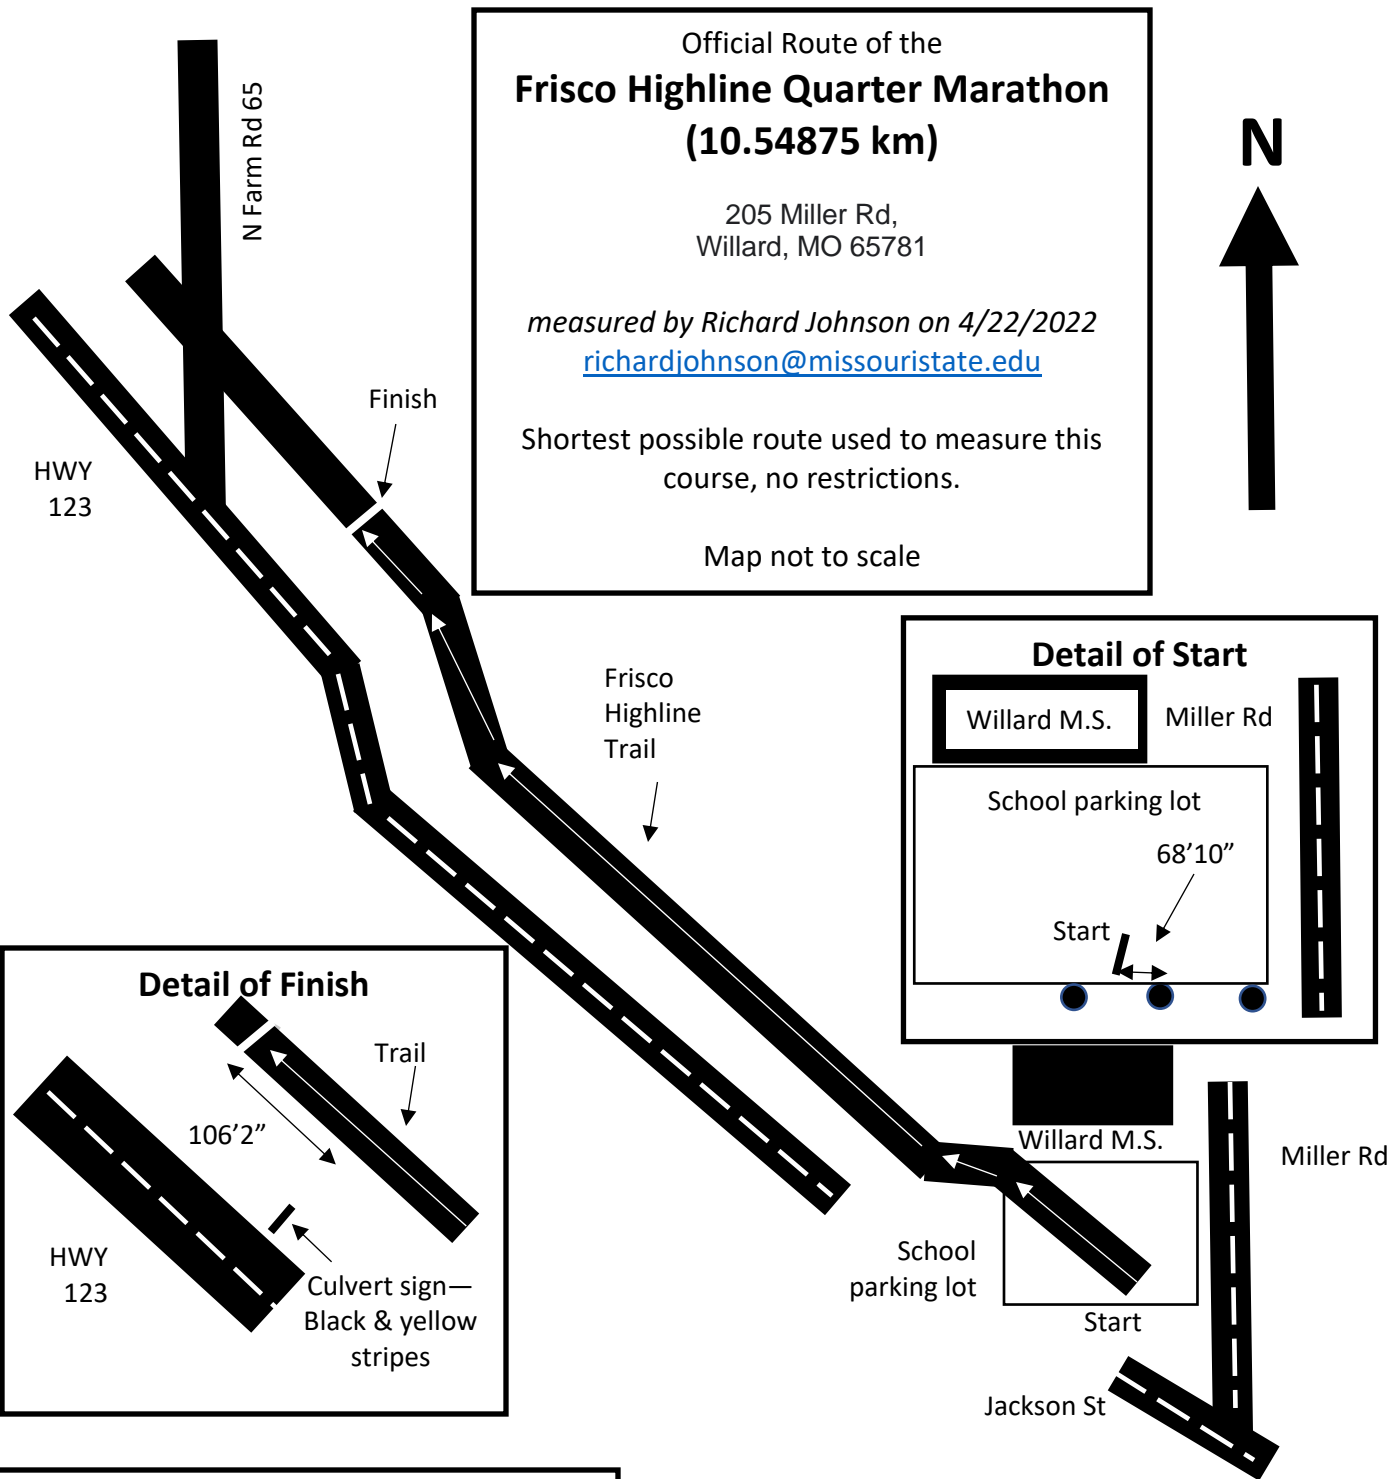 Official Route of the
Frisco Highline Quarter Marathon
(10.54875 km)
205 Miller Rd,
Willard, MO 65781
measured by Richard Johnson on 4/22/2022
richardjohnson@missouristate.edu
Shortest possible route used to measure this
course, no restrictions.
Map not to scale
N
N Farm Rd 65
Finish
HWY
123
Frisco
Highline
Trail
Detail of Start
Willard M.S.
Miller Rd
School parking lot
68’10”
Start
Detail of Finish
Trail
106’2”
HWY
123
Culvert sign—
Black & yellow
stripes
Willard M.S.
Miller Rd
School
parking lot
Start
Jackson St